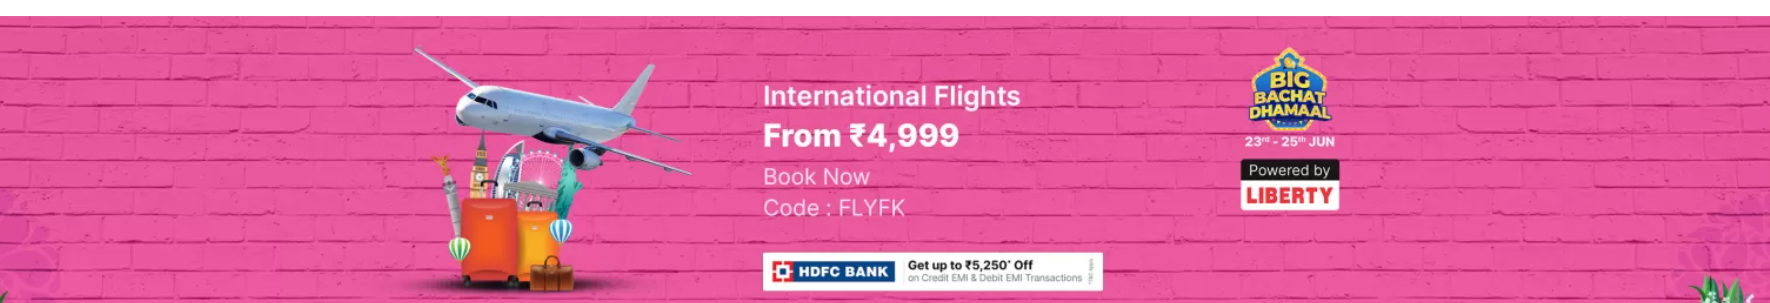 International Flights
From ₹4,999
Book Now
Code : FLYFK
HDFC BANK
Get up to ₹5,250* Off
on Credit EMI & Debit EMI Transactions
BIG
BACHAT
DHAMAAL
23rd - 25th JUN
Powered by
LIBERTY